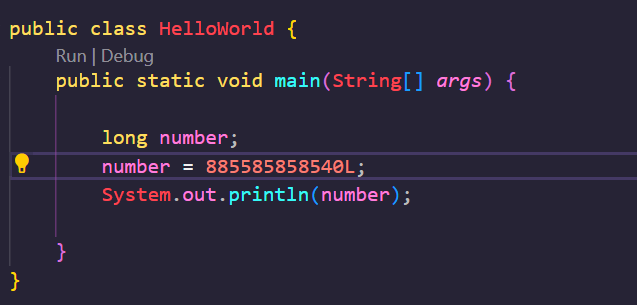 public class HelloWorld {
Run | Debug
public static void main(String[] args) {
long number;
number = 885585858540L;
System.out.println(number);
}
}